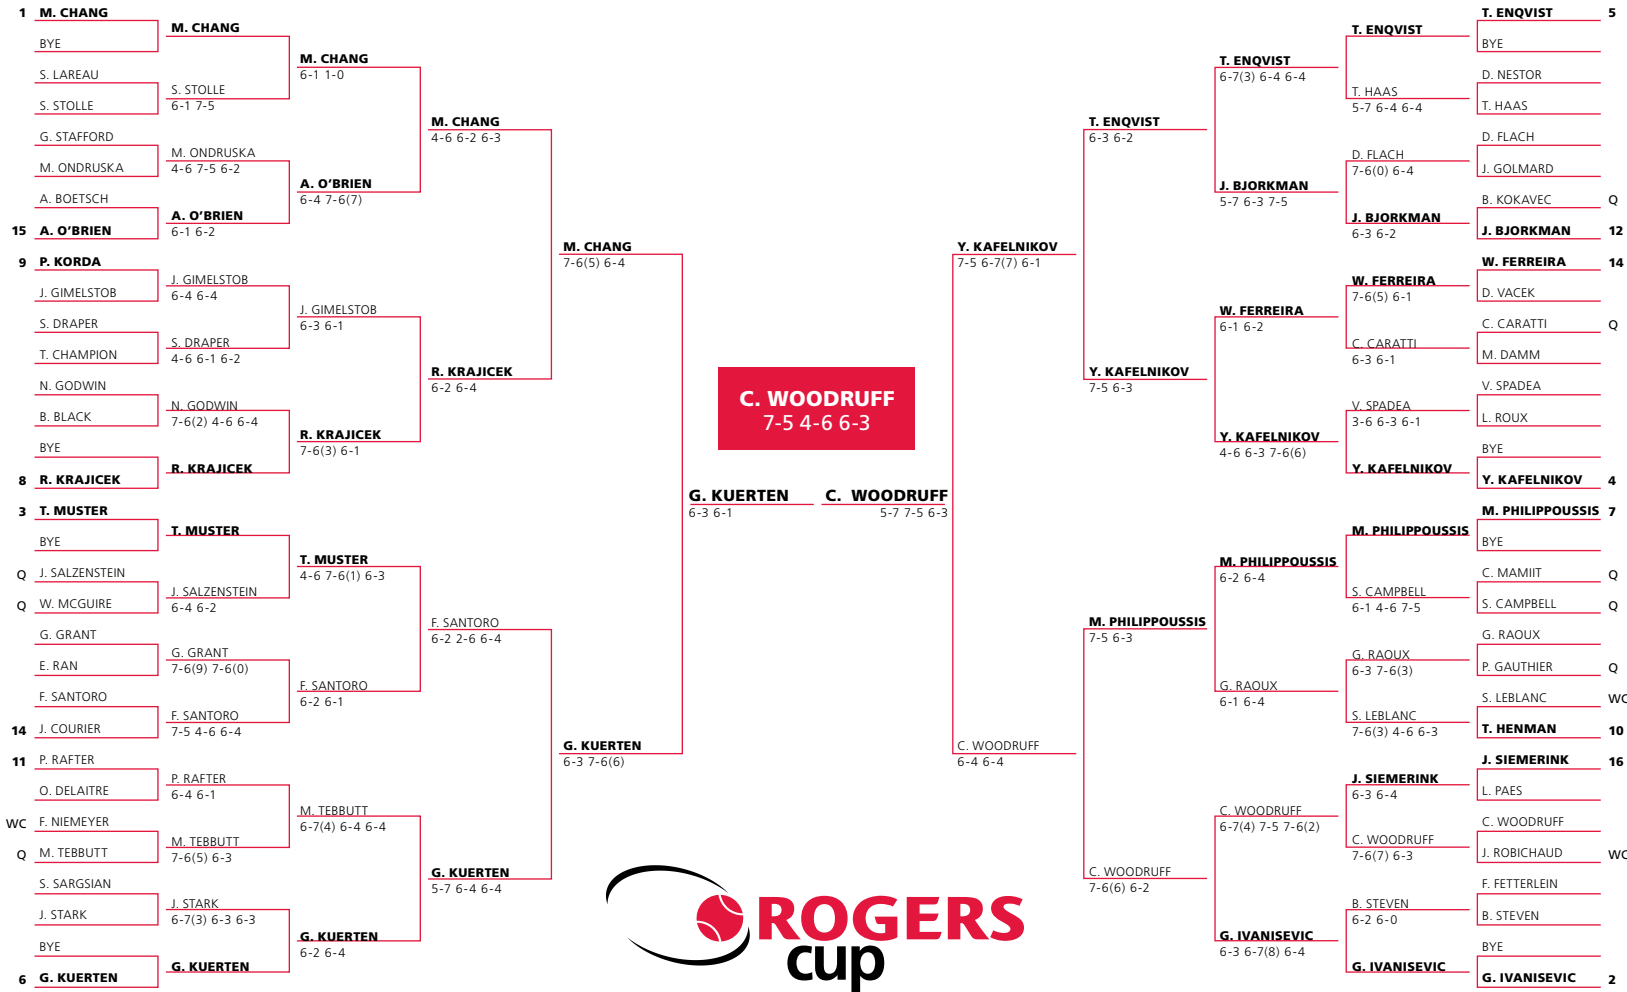 1 M. CHANG
BYE
S. LAREAU
S. STOLLE
G. STAFFORD
M. ONDRUSKA
A. BOETSCH
15 A. O’BRIEN
9 P. KORDA
J. GIMELSTOB
S. DRAPER
T. CHAMPION
N. GODWIN
B. BLACK
BYE
8 R. KRAJICEK
3 T. MUSTER
BYE
Q J. SALZENSTEIN
Q W. MCGUIRE
G. GRANT
E. RAN
F. SANTORO
14 J. COURIER
11 P. RAFTER
O. DELAITRE
WC F. NIEMEYER
Q M. TEBBUTT
S. SARGSIAN
J. STARK
BYE
6 G. KUERTEN
M. CHANG
S. STOLLE
6-1 7-5
M. ONDRUSKA
4-6 7-5 6-2
A. O’BRIEN
6-1 6-2
J. GIMELSTOB
6-4 6-4
S. DRAPER
4-6 6-1 6-2
N. GODWIN
7-6(2) 4-6 6-4
R. KRAJICEK
T. MUSTER
J. SALZENSTEIN
6-4 6-2
G. GRANT
7-6(9) 7-6(0)
F. SANTORO
7-5 4-6 6-4
P. RAFTER
6-4 6-1
M. TEBBUTT
7-6(5) 6-3
J. STARK
6-7(3) 6-3 6-3
G. KUERTEN
M. CHANG
6-1 1-0
A. O’BRIEN
6-4 7-6(7)
J. GIMELSTOB
6-3 6-1
R. KRAJICEK
7-6(3) 6-1
T. MUSTER
4-6 7-6(1) 6-3
F. SANTORO
6-2 6-1
M. TEBBUTT
6-7(4) 6-4 6-4
G. KUERTEN
6-2 6-4
M. CHANG
4-6 6-2 6-3
R. KRAJICEK
6-2 6-4
F. SANTORO
6-2 2-6 6-4
G. KUERTEN
5-7 6-4 6-4
M. CHANG
7-6(5) 6-4
G. KUERTEN
6-3 7-6(6)
G. KUERTEN
6-3 6-1
C. WOODRUFF
7-5 4-6 6-3
C. WOODRUFF
5-7 7-5 6-3
Y. KAFELNIKOV
7-5 6-7(7) 6-1
C. WOODRUFF
6-4 6-4
T. ENQVIST
6-3 6-2
Y. KAFELNIKOV
7-5 6-3
M. PHILIPPOUSSIS
7-5 6-3
C. WOODRUFF
7-6(6) 6-2
T. ENQVIST
6-7(3) 6-4 6-4
J. BJORKMAN
5-7 6-3 7-5
W. FERREIRA
6-1 6-2
Y. KAFELNIKOV
4-6 6-3 7-6(6)
M. PHILIPPOUSSIS
6-2 6-4
G. RAOUX
6-1 6-4
C. WOODRUFF
6-7(4) 7-5 7-6(2)
G. IVANISEVIC
6-3 6-7(8) 6-4
T. ENQVIST
T. HAAS
5-7 6-4 6-4
D. FLACH
7-6(0) 6-4
J. BJORKMAN
6-3 6-2
W. FERREIRA
7-6(5) 6-1
C. CARATTI
6-3 6-1
V. SPADEA
3-6 6-3 6-1
Y. KAFELNIKOV
M. PHILIPPOUSSIS
S. CAMPBELL
6-1 4-6 7-5
G. RAOUX
6-3 7-6(3)
S. LEBLANC
7-6(3) 4-6 6-3
J. SIEMERINK
6-3 6-4
C. WOODRUFF
7-6(7) 6-3
B. STEVEN
6-2 6-0
G. IVANISEVIC
T. ENQVIST 5
BYE
D. NESTOR
T. HAAS
D. FLACH
J. GOLMARD
B. KOKAVEC Q
J. BJORKMAN 12
W. FERREIRA 14
D. VACEK
C. CARATTI Q
M. DAMM
V. SPADEA
L. ROUX
BYE
Y. KAFELNIKOV 4
M. PHILIPPOUSSIS 7
BYE
C. MAMIIT Q
S. CAMPBELL Q
G. RAOUX
P. GAUTHIER Q
S. LEBLANC WC
T. HENMAN 10
J. SIEMERINK 16
L. PAES
C. WOODRUFF
J. ROBICHAUD WC
F. FETTERLEIN
B. STEVEN
BYE
G. IVANISEVIC 2
ROGERS
cup